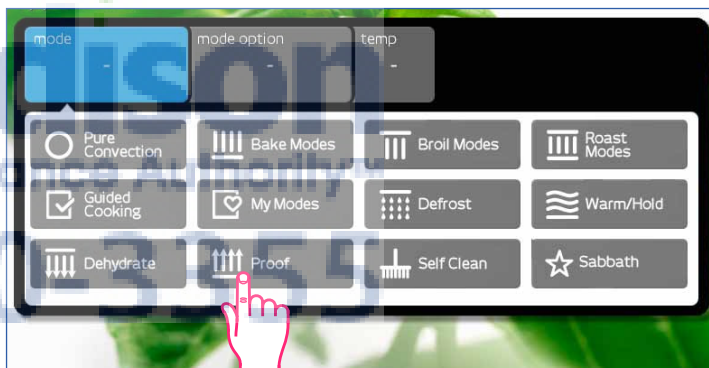 mode
-
mode option
-
temp
-
Pure
Convection
Bake Modes
Broil Modes
Roast
Modes
Guided
Cooking
My Modes
Defrost
Warm/Hold
Dehydrate
Proof
Self Clean
Sabbath